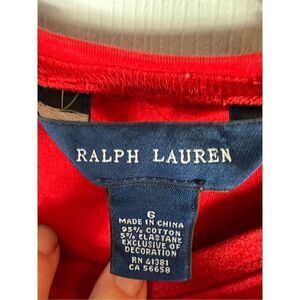 RALPH LAUREN
6
MADE IN CHINA
95% COTTON
5% ELASTANE
EXCLUSIVE OF
DECORATION
RN 41381
CA 56658